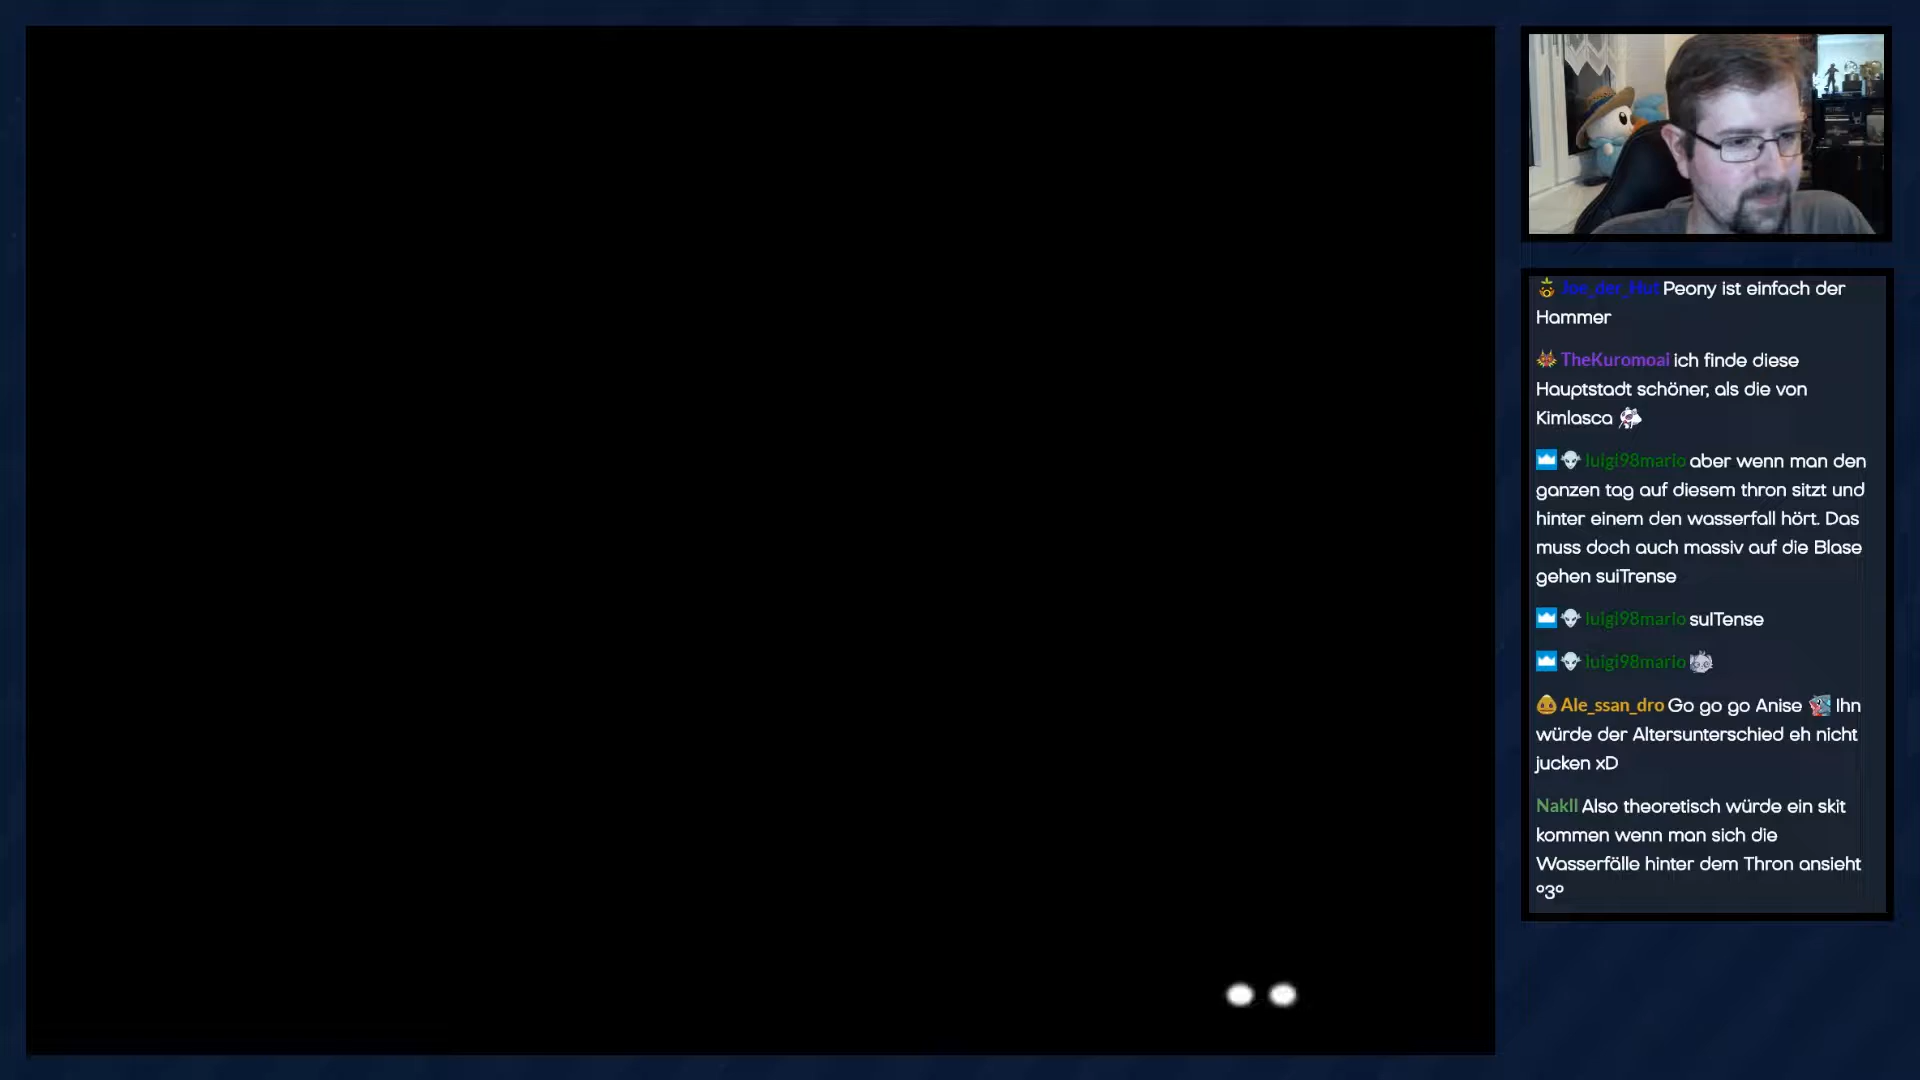 Joe_der_Hut Peony ist einfach der
Hammer
TheKuromoai ich finde diese
Hauptstadt schöner, als die von
Kimlasca
luigi98mario aber wenn man den
ganzen tag auf diesem thron sitzt und
hinter einem den wasserfall hört. Das
muss doch auch massiv auf die Blase
gehen suiTrense
luigi98mario suiTense
luigi98mario
Ale_ssan_dro Go go go Anise Ihn
würde der Altersunterschied eh nicht
jucken xD
Nakll Also theoretisch würde ein skit
kommen wenn man sich die
Wasserfälle hinter dem Thron ansieht
°3°